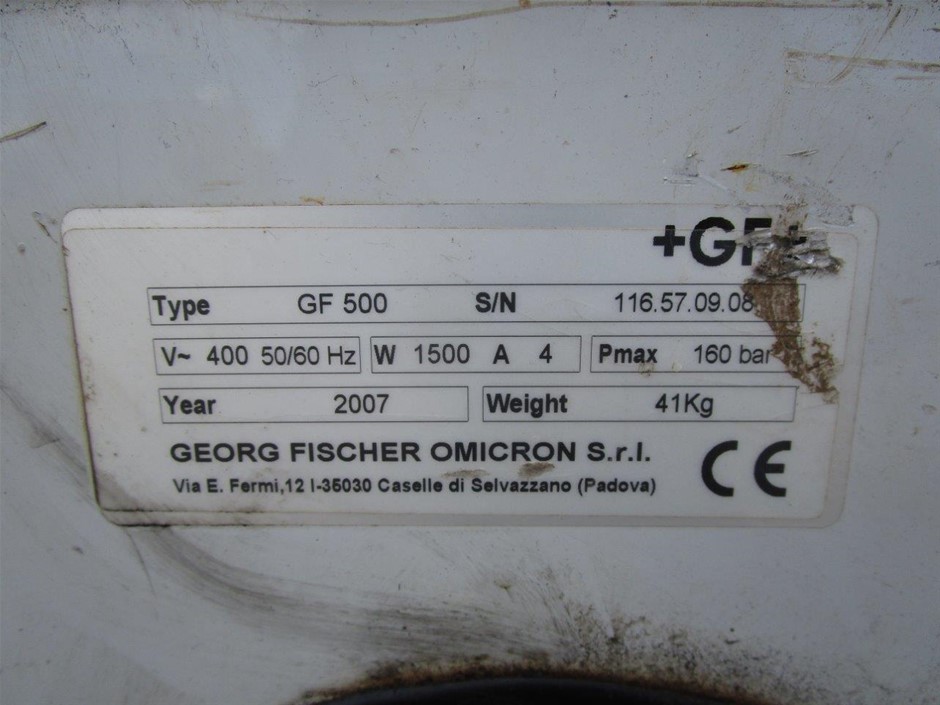 +GF+
Type GF 500 S/N 116.57.09.08
V~ 400 50/60 Hz W 1500 A 4 Pmax 160 bar
Year 2007 Weight 41Kg
GEORG FISCHER OMICRON S.r.l.
Via E. Fermi,12 I-35030 Caselle di Selvazzano (Padova)
CE